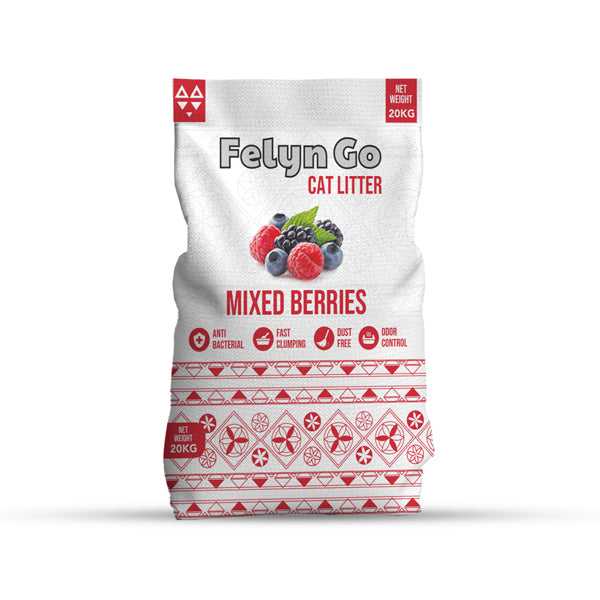 NET
WEIGHT
20KG
Felyn Go
CAT LITTER
MIXED BERRIES
ANTI
BACTERIAL
FAST
CLUMPING
DUST
FREE
ODOR
CONTROL
NET
WEIGHT
20KG